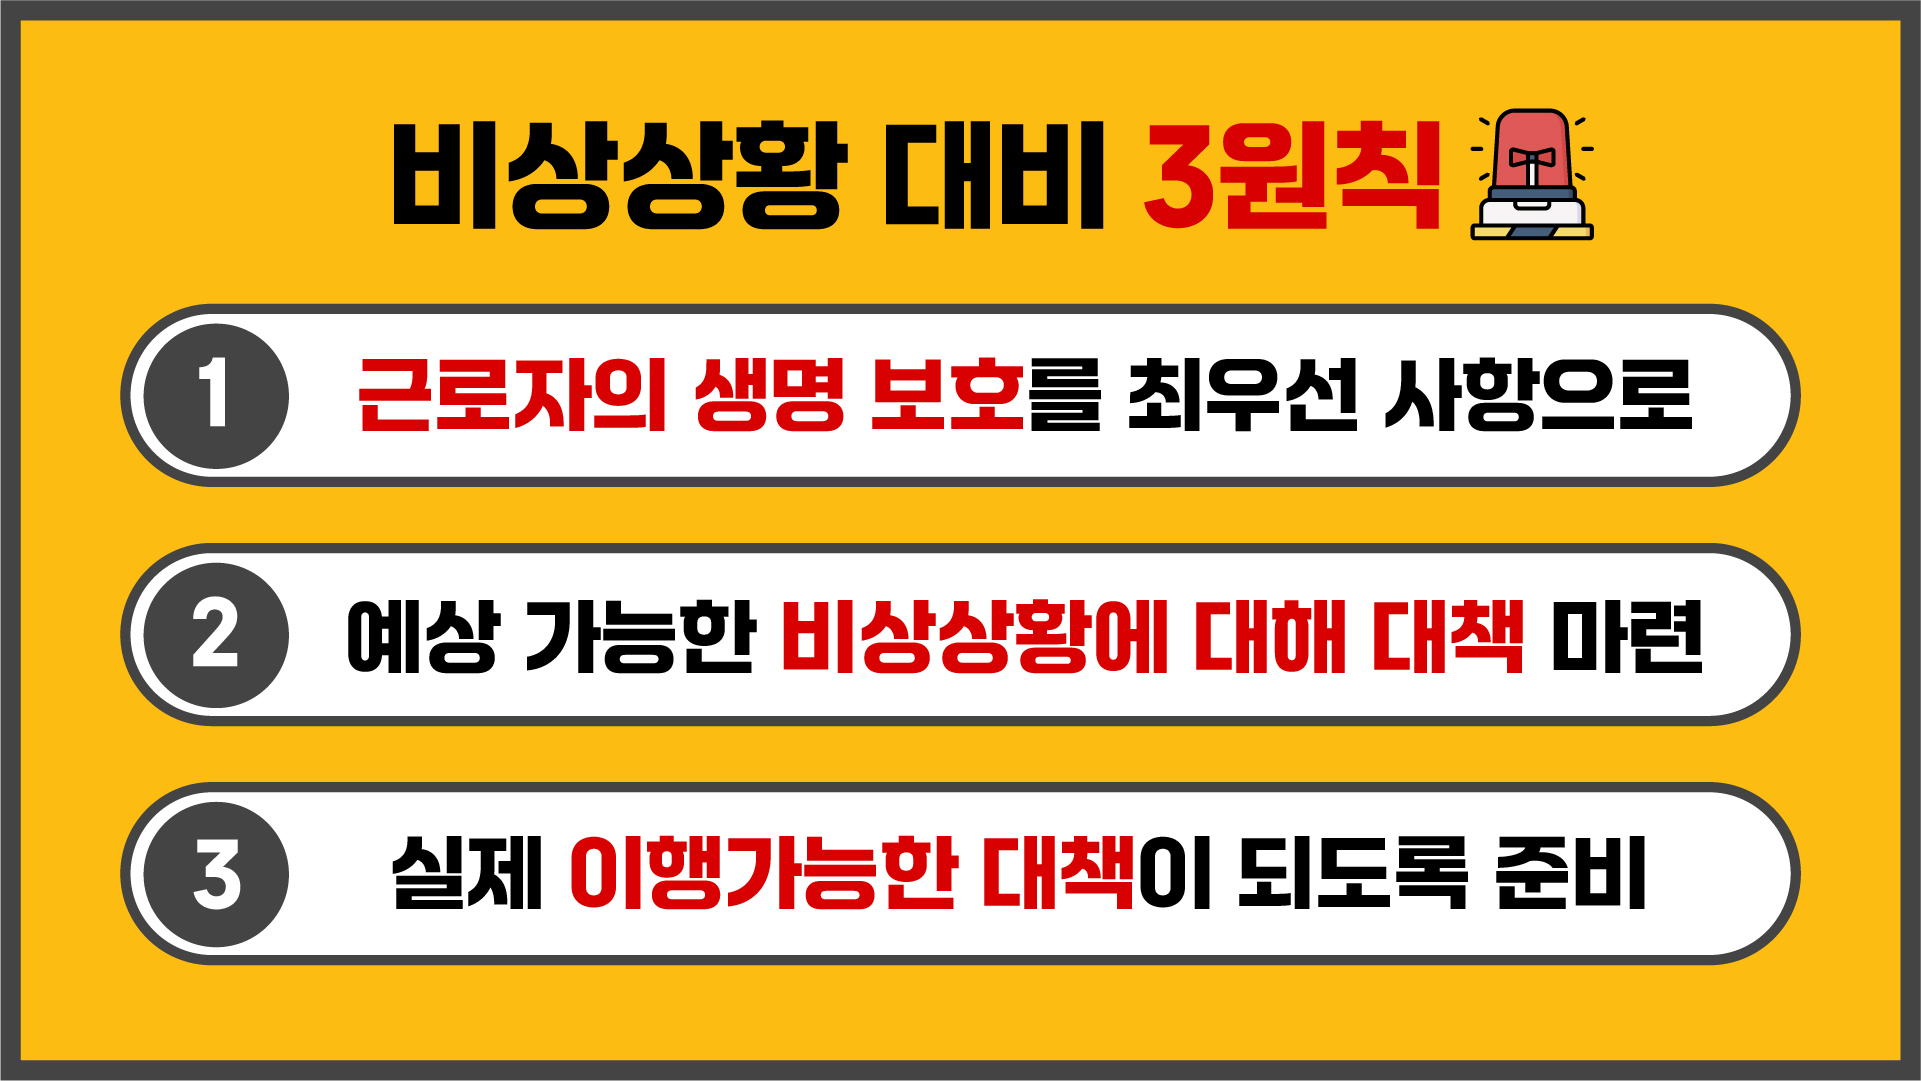 비상상황 대비 3원칙
1 근로자의 생명 보호를 최우선 사항으로
2 예상 가능한 비상상황에 대해 대책 마련
3 실제 이행가능한 대책이 되도록 준비